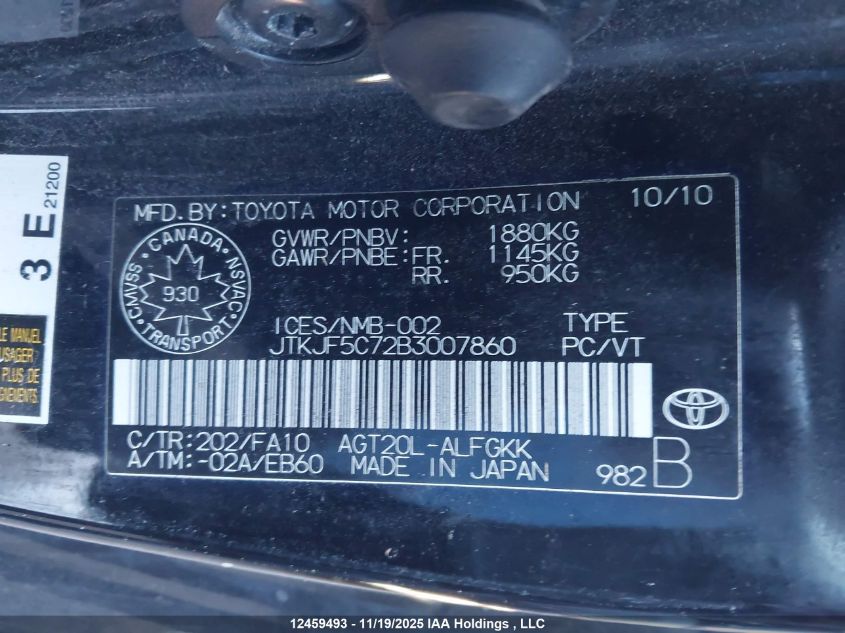 MFD.BY:TOYOTA MOTOR CORPORATION 10/10
GVWR/PNBV: 1880KG
GAWR/PNBE:FR. 1145KG
RR. 950KG
CANADA
CMVSS NSVAC
930
TRANSPORT
ICES/NMB-002 TYPE
JTKJF5C72B3007860 PC/VT
C/TR:202/FA10 AGT20L-ALFGKK
A/TM:-02A/EB60 MADE IN JAPAN 982 B
3 E
21200
LE MANUEL
USAGER
PLUS DE
12459493 - 11/19/2025 IAA Holdings , LLC